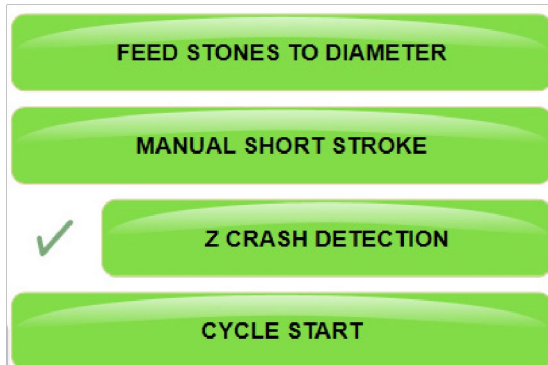 FEED STONES TO DIAMETER
MANUAL SHORT STROKE
Z CRASH DETECTION
CYCLE START